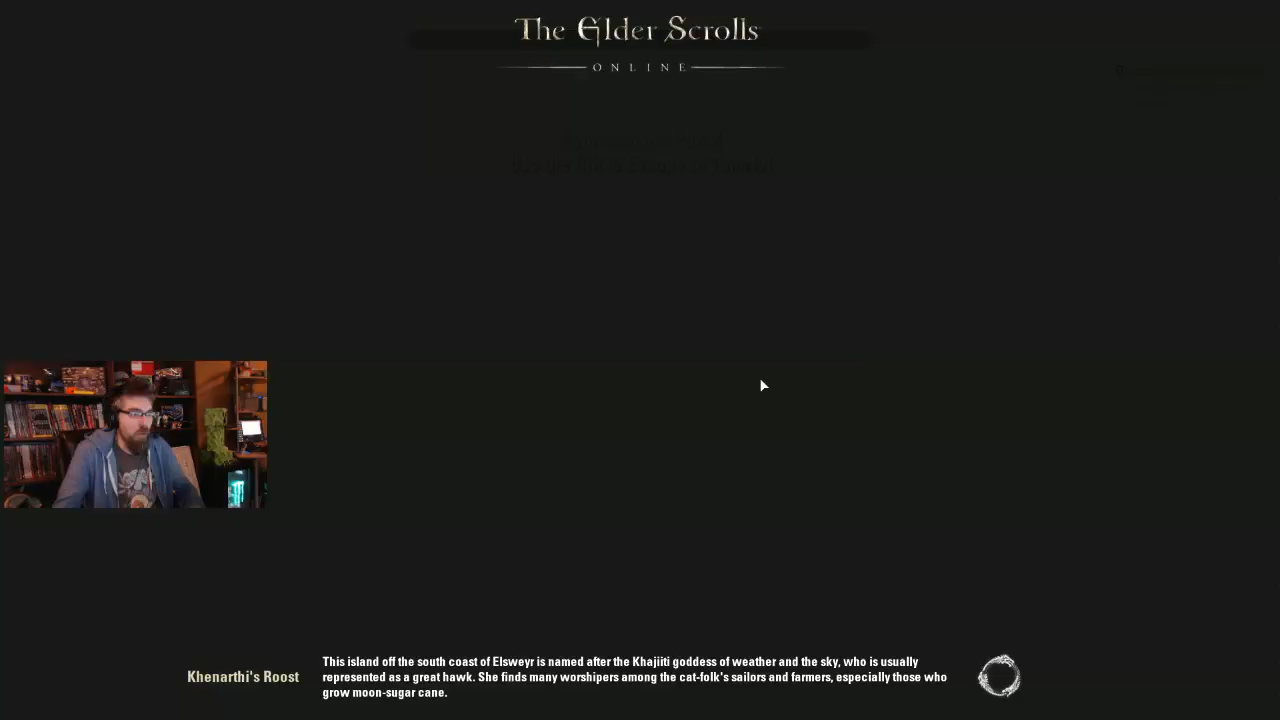 The Elder Scrolls
ONLINE
Khenarthi's Roost
This island off the south coast of Elsweyr is named after the Khajiiti goddess of weather and the sky, who is usually
represented as a great hawk. She finds many worshipers among the cat-folk's sailors and farmers, especially those who
grow moon-sugar cane.